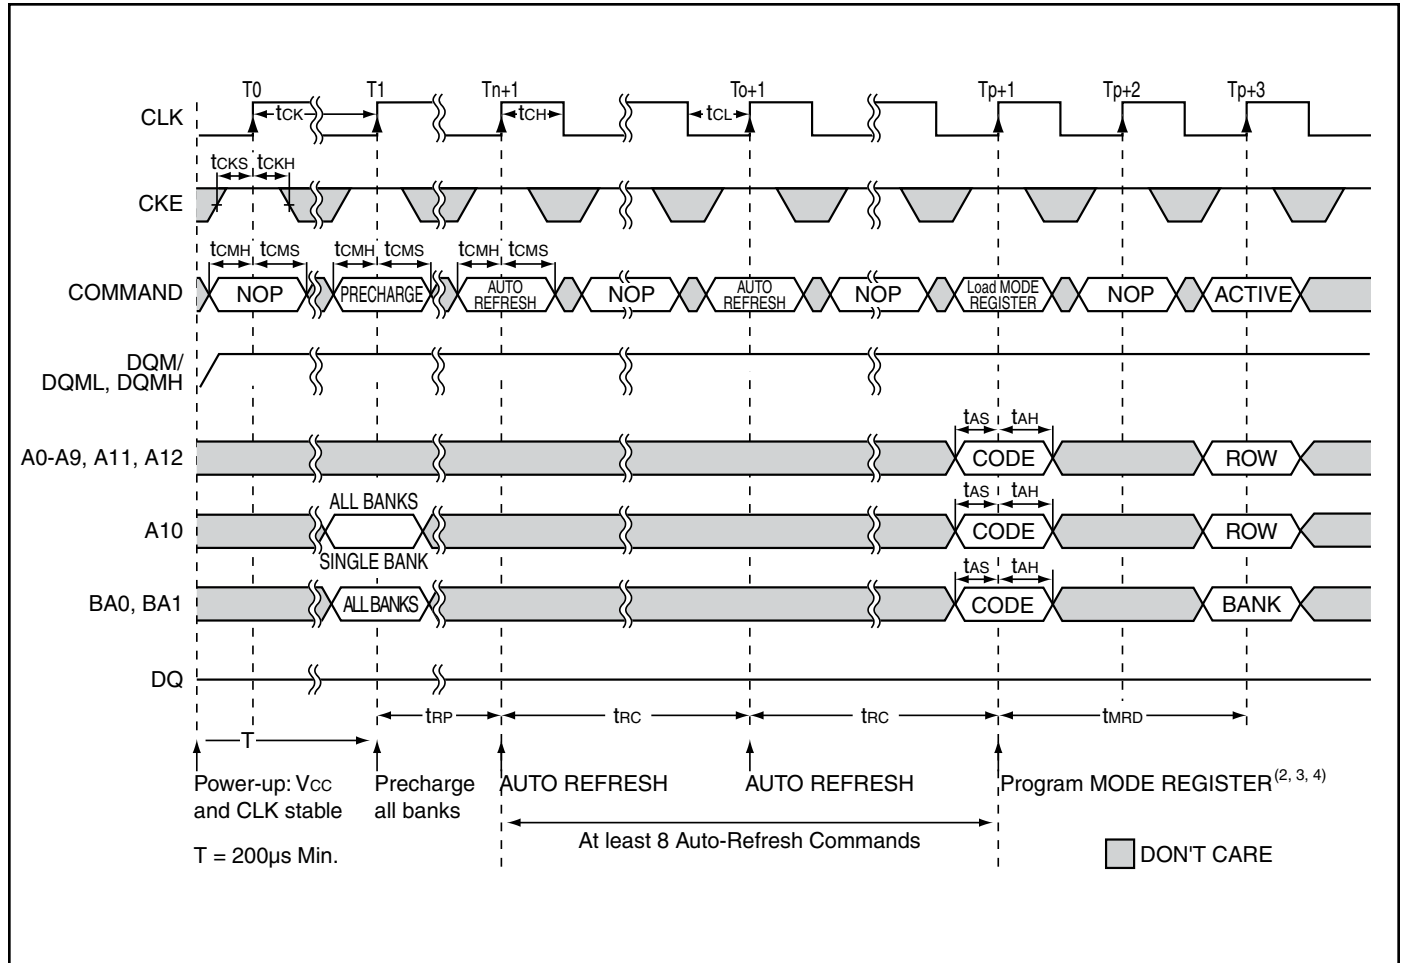 T0 T1 Tn+1 To+1 Tp+1 Tp+2 Tp+3
CLK tCK tCH tCL
tCKS tCKH
CKE
tCMH tCMS tCMH tCMS tCMH tCMS
COMMAND NOP PRECHARGE AUTO REFRESH NOP AUTO REFRESH NOP Load MODE REGISTER NOP ACTIVE
DQM/
DQML, DQMH
tAS tAH
A0-A9, A11, A12 CODE ROW
ALL BANKS tAS tAH
A10 CODE ROW
SINGLE BANK tAS tAH
BA0, BA1 ALL BANKS CODE BANK
DQ
tRP tRC tRC tMRD
T
Power-up: VCC Precharge AUTO REFRESH AUTO REFRESH Program MODE REGISTER(2, 3, 4)
and CLK stable all banks
At least 8 Auto-Refresh Commands
T = 200µs Min. DON'T CARE